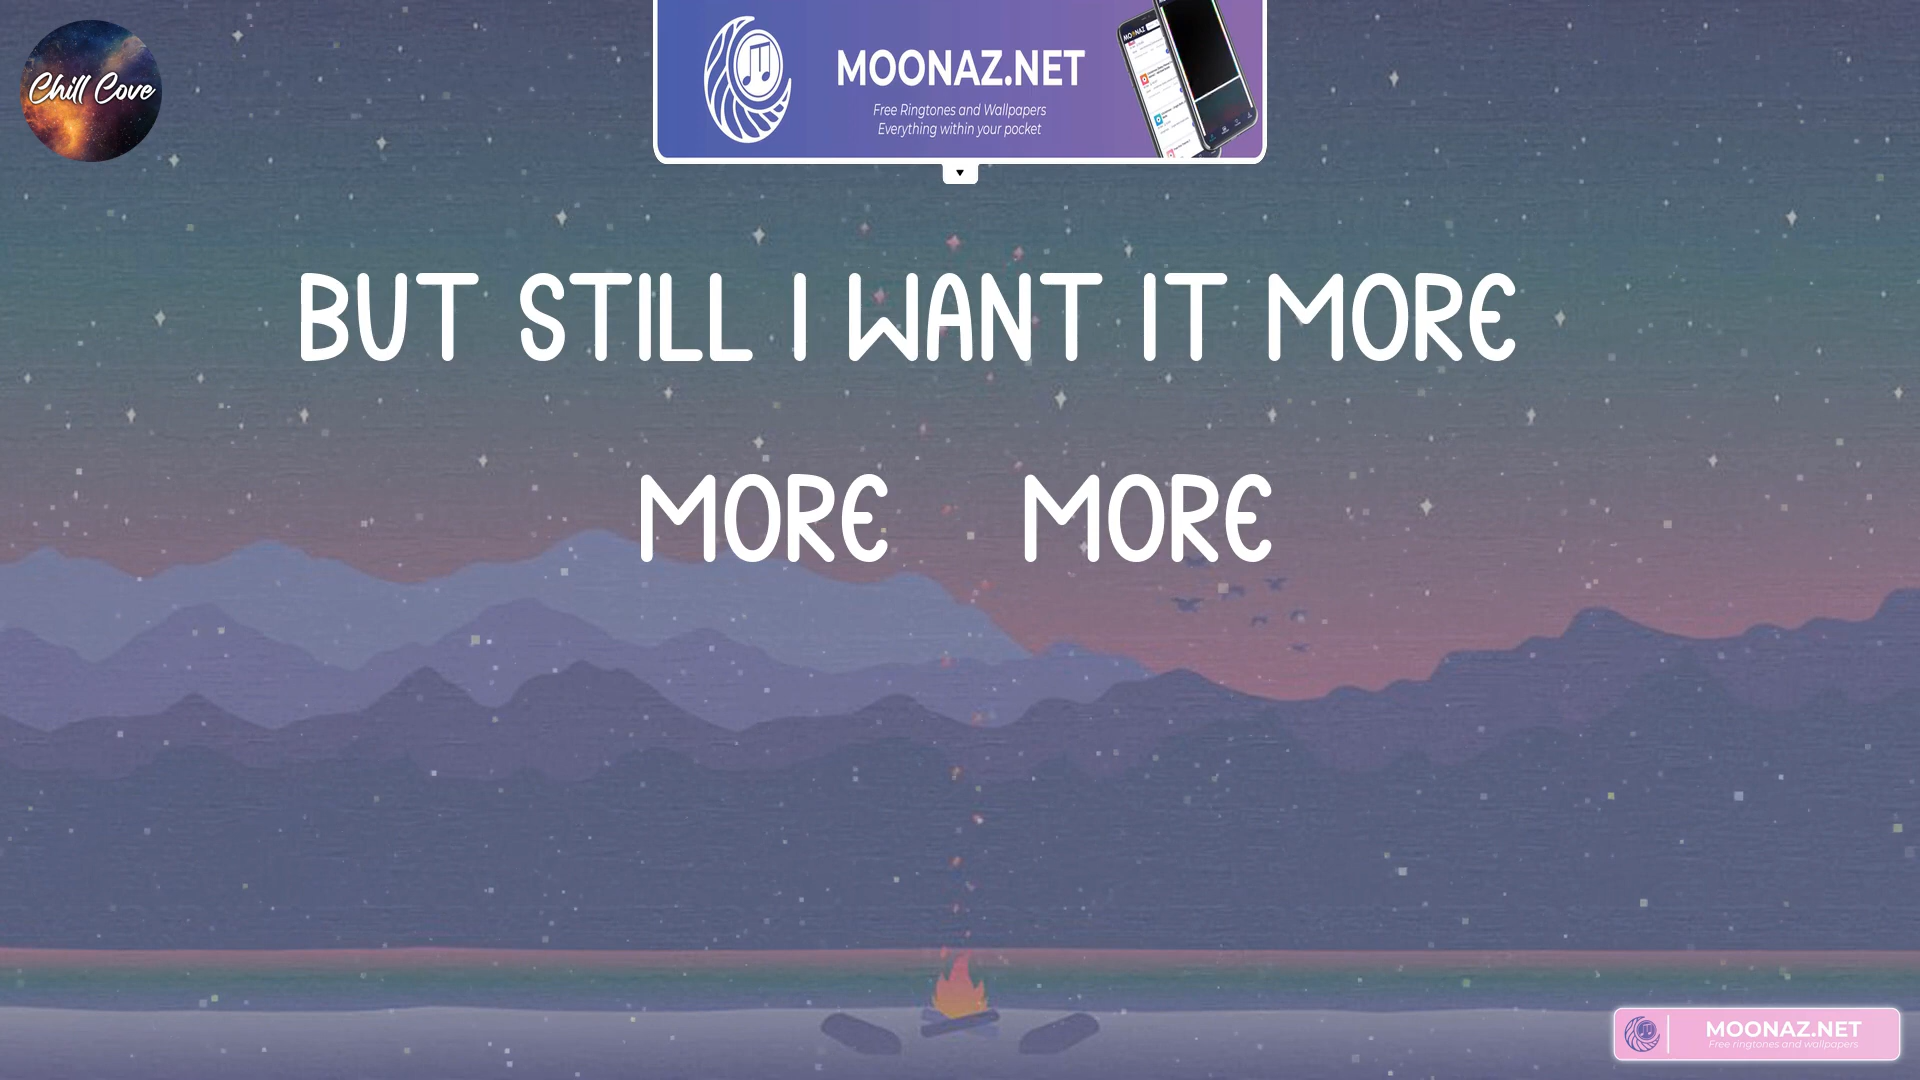 Chill Cove
MOONAZ.NET
Free Ringtones and Wallpapers
Everything within your pocket
BUT STILL I WANT IT MORE
MORE MORE
MOONAZ.NET
Free ringtones and wallpapers